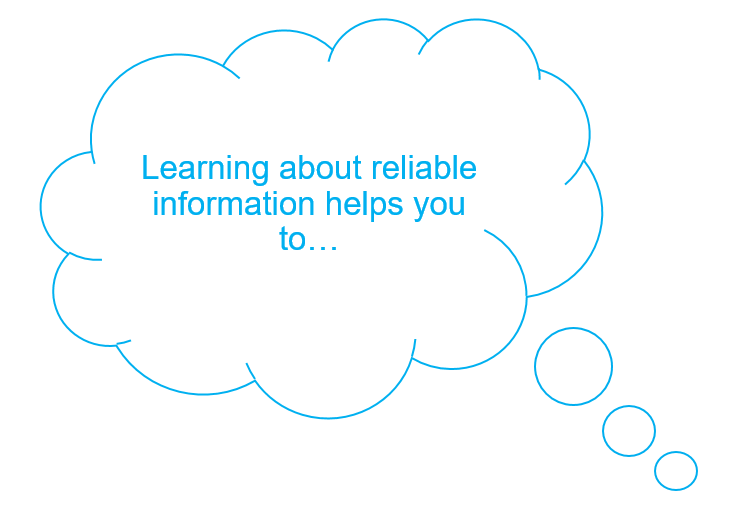 Learning about reliable
information helps you
to…